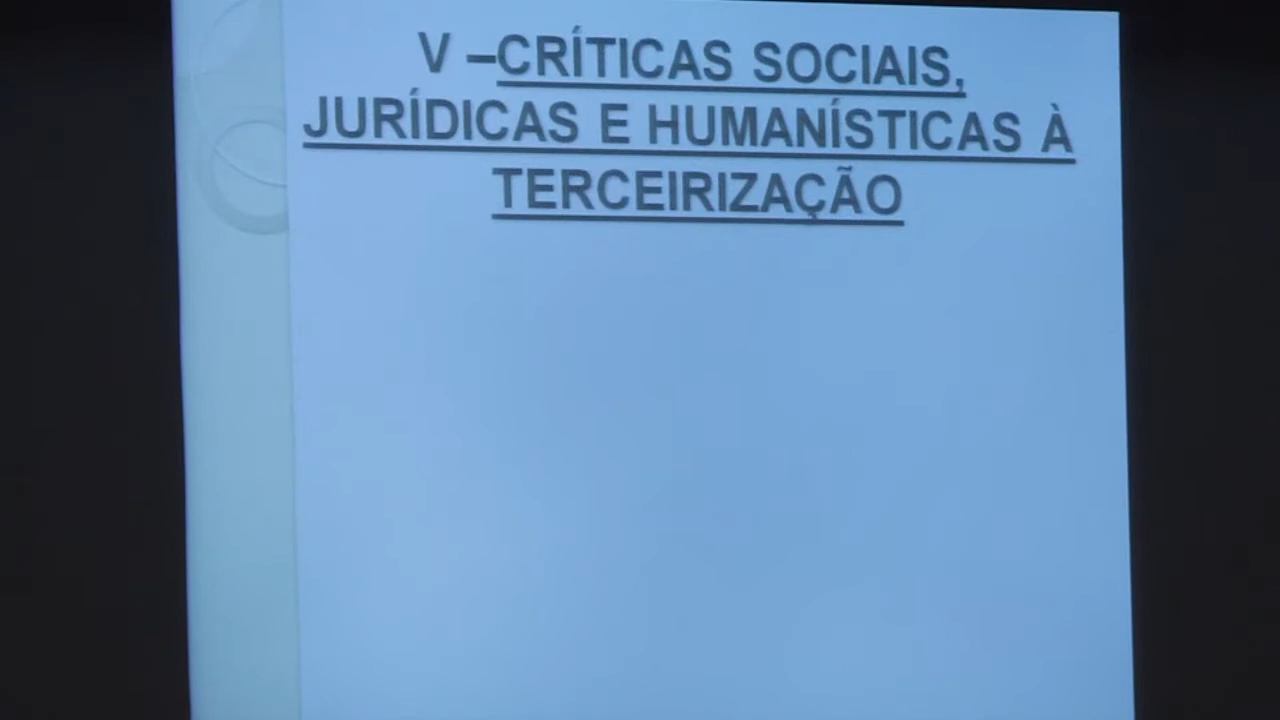 V –CRÍTICAS SOCIAIS,
JURÍDICAS E HUMANÍSTICAS À
TERCEIRIZAÇÃO